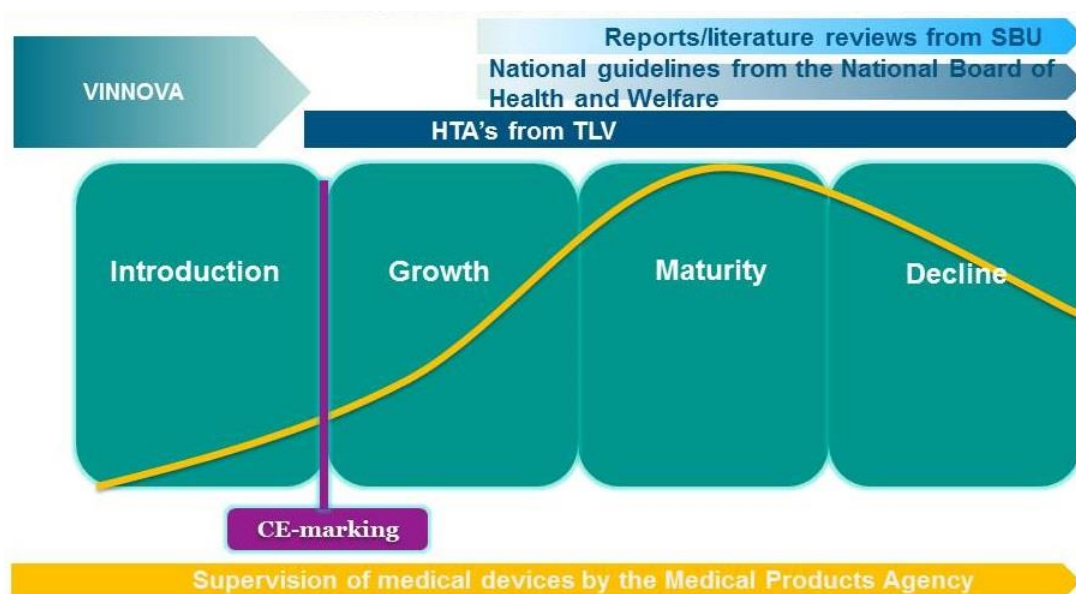 Reports/literature reviews from SBU
VINNOVA
National guidelines from the National Board of
Health and Welfare
HTA's from TLV
Introduction
Growth
Maturity
Decline
CE-marking
Supervision of medical devices by the Medical Products Agency